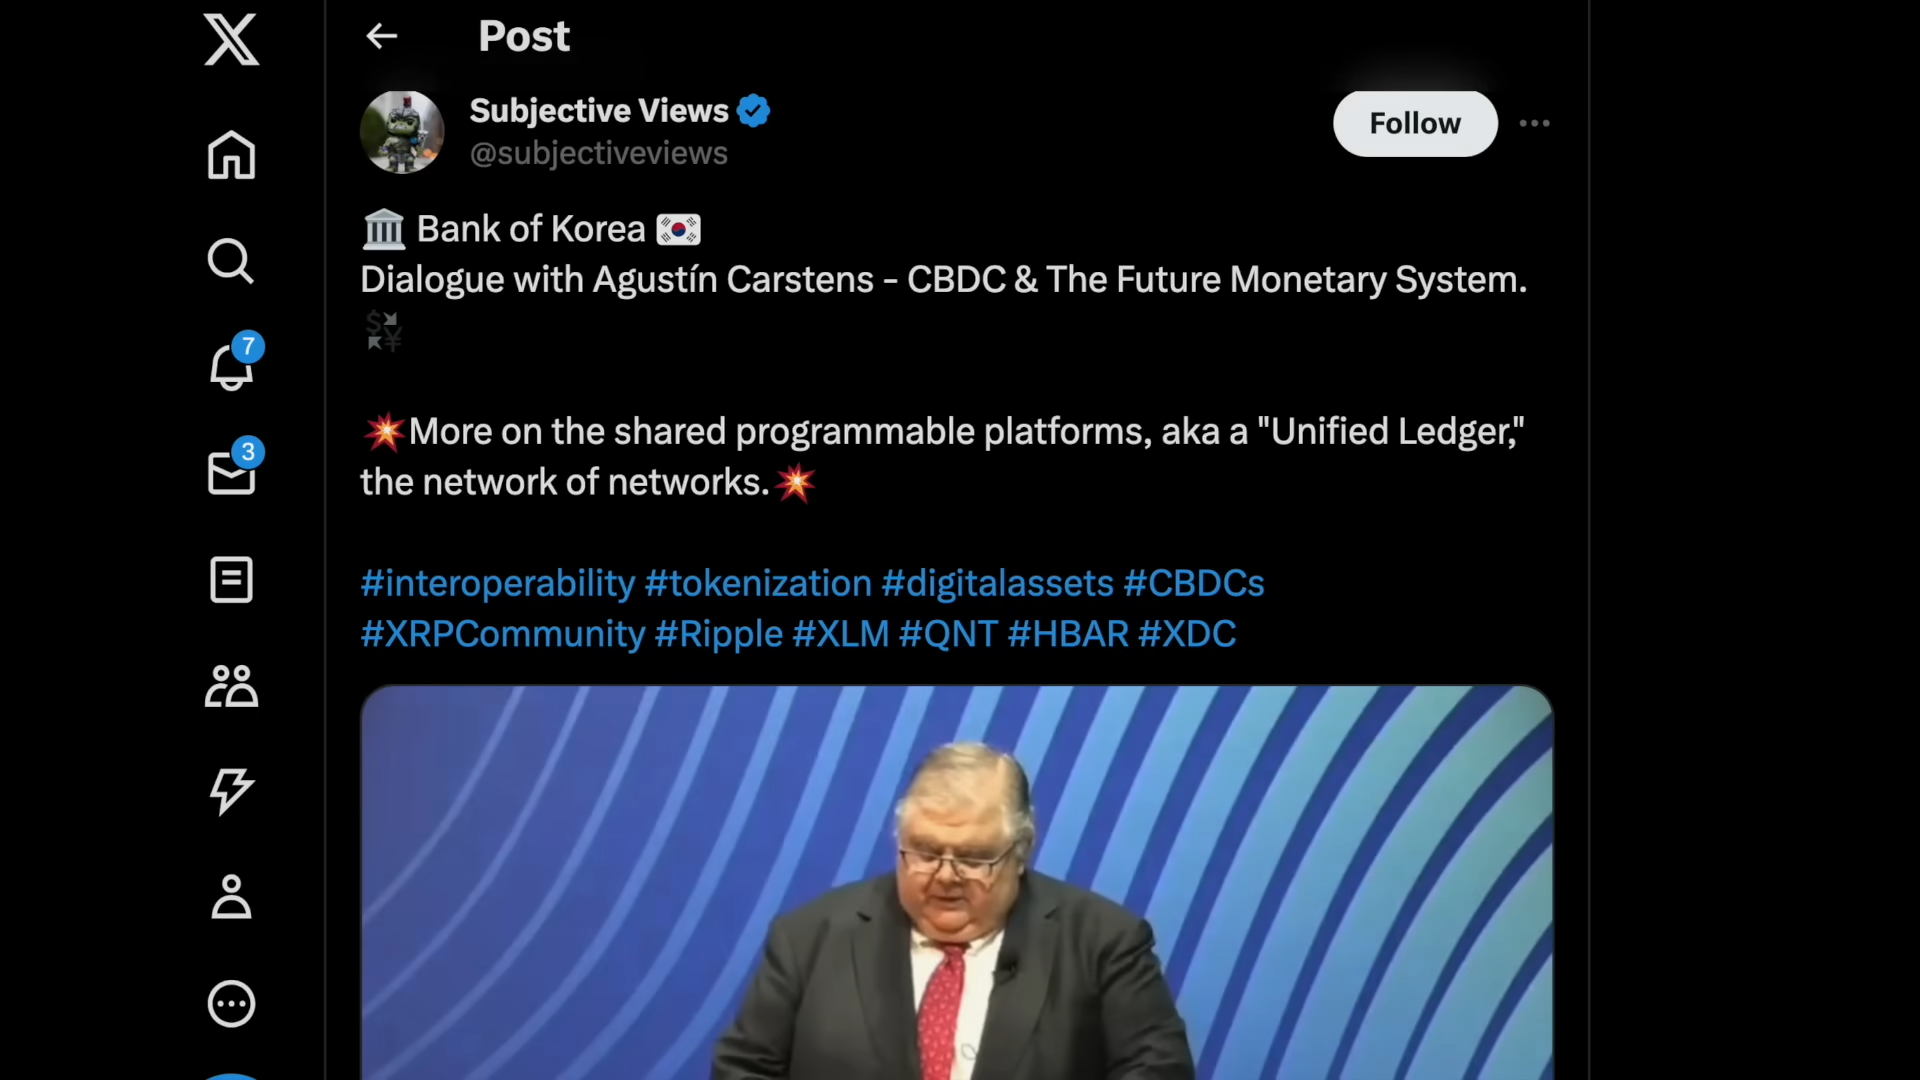 Post
Subjective Views
@subjectiveviews
Follow
🏛️ Bank of Korea 🇰🇷
Dialogue with Agustín Carstens - CBDC & The Future Monetary System.
💱
💥More on the shared programmable platforms, aka a "Unified Ledger,"
the network of networks.💥
#interoperability #tokenization #digitalassets #CBDCs
#XRPCommunity #Ripple #XLM #QNT #HBAR #XDC
7
3